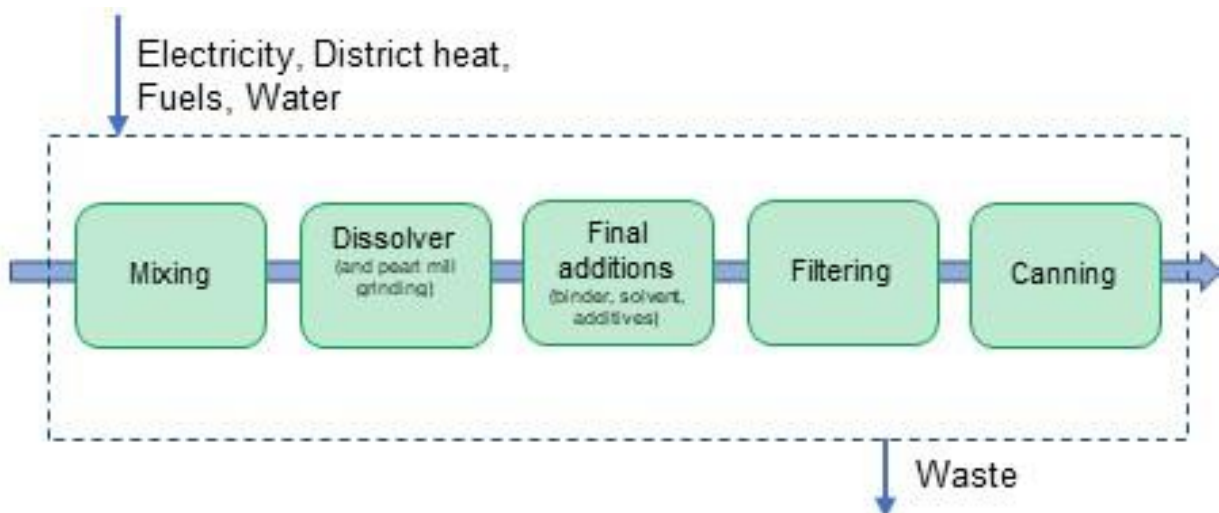 Electricity, District heat,
Fuels, Water
Mixing
Dissolver
(and pearl mill
grinding)
Final
additions
(binder, solvent,
additives)
Filtering
Canning
Waste